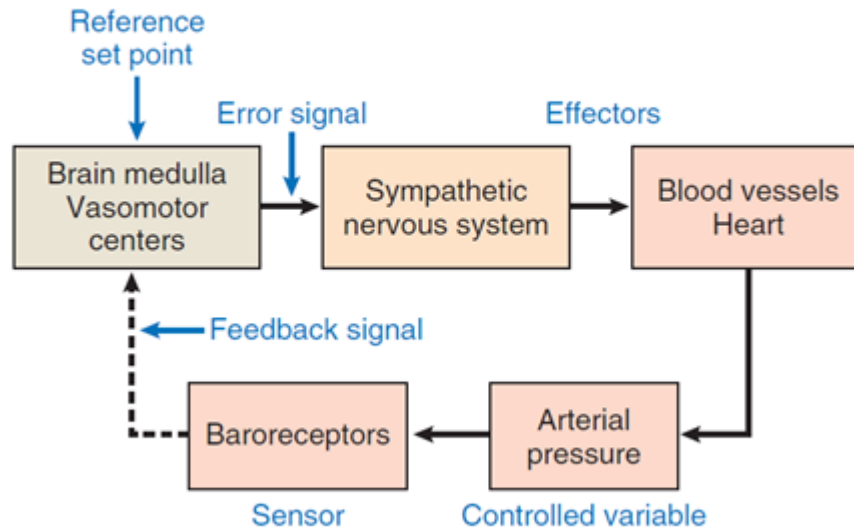 Reference
set point
Error signal
Effectors
Brain medulla
Vasomotor
centers
Sympathetic
nervous system
Blood vessels
Heart
Feedback signal
Baroreceptors
Arterial
pressure
Sensor
Controlled variable